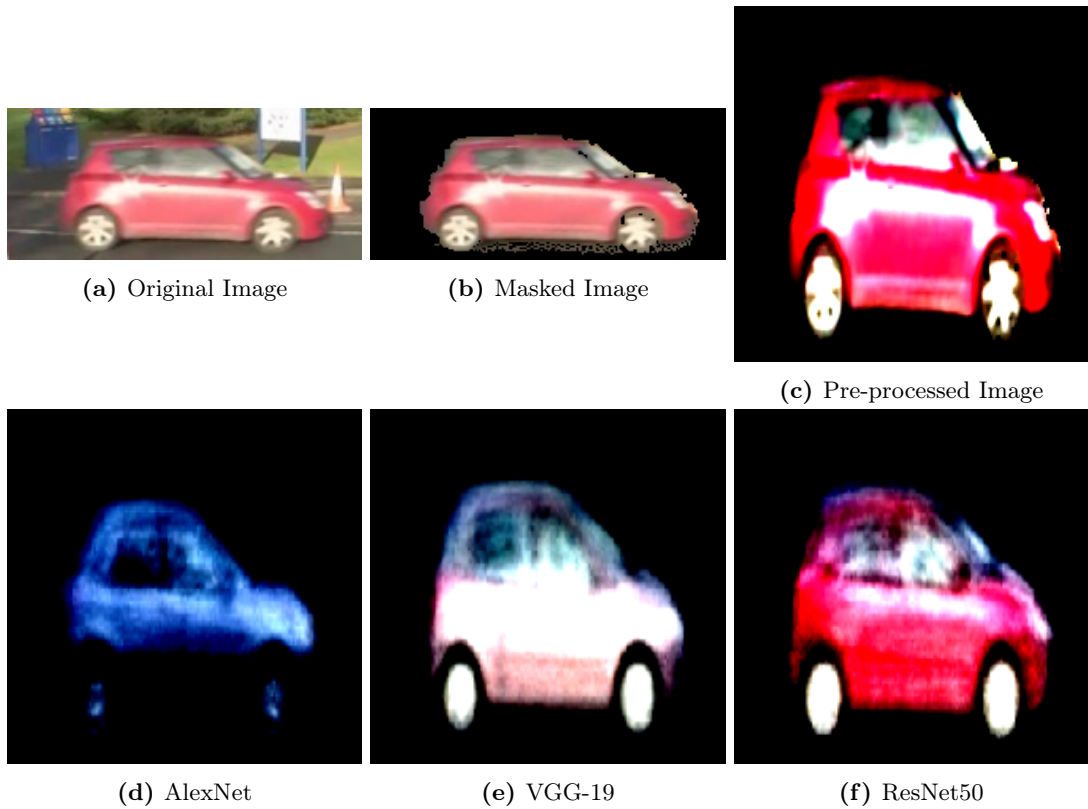 (a) Original Image
(b) Masked Image
(c) Pre-processed Image
(d) AlexNet
(e) VGG-19
(f) ResNet50